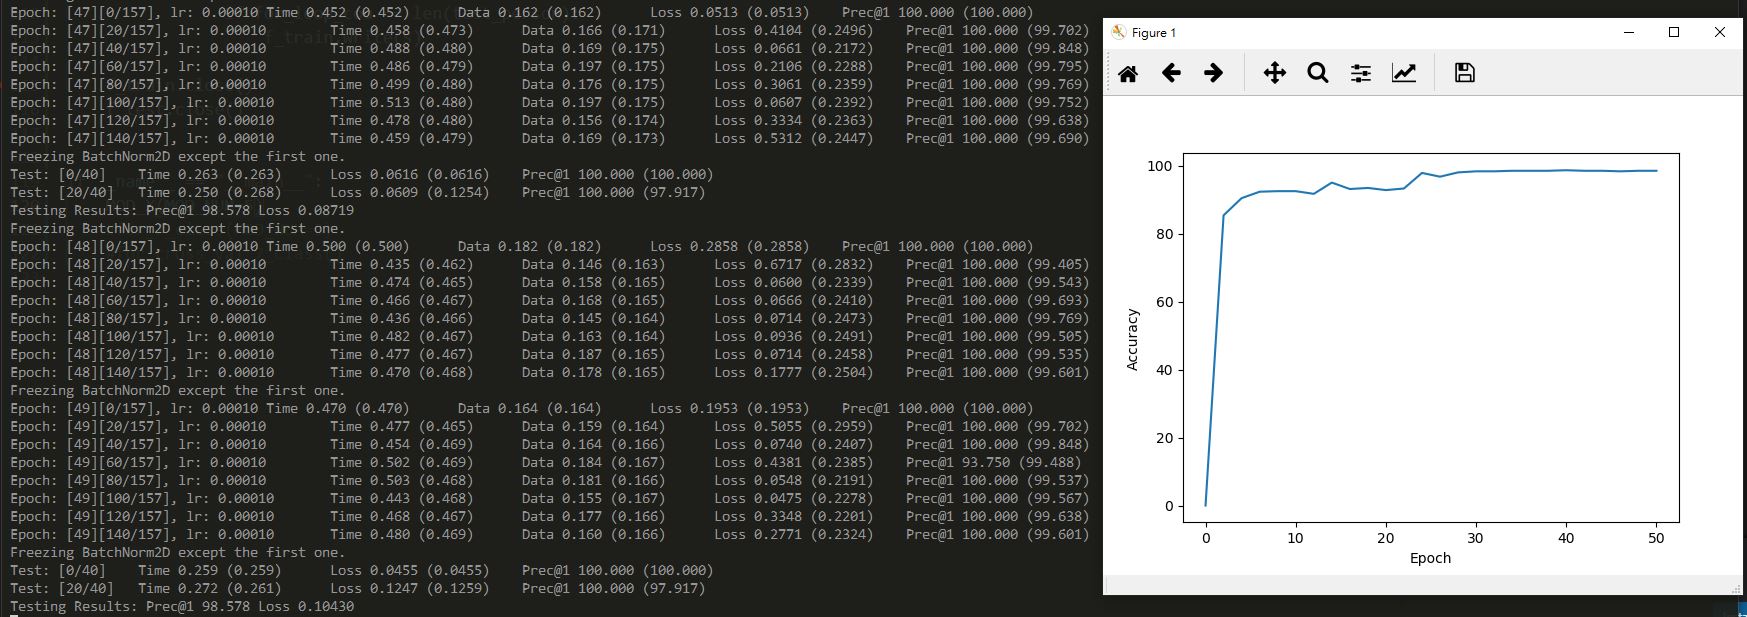 Epoch: [47][0/157], lr: 0.00010 Time 0.452 (0.452) Data 0.162 (0.162) Loss 0.0513 (0.0513) Prec@1 100.000 (100.000)
Epoch: [47][20/157], lr: 0.00010 Time 0.458 (0.473) Data 0.166 (0.171) Loss 0.4104 (0.2496) Prec@1 100.000 (99.702)
Epoch: [47][40/157], lr: 0.00010 Time 0.488 (0.480) Data 0.169 (0.175) Loss 0.0661 (0.2172) Prec@1 100.000 (99.848)
Epoch: [47][60/157], lr: 0.00010 Time 0.486 (0.479) Data 0.197 (0.175) Loss 0.2106 (0.2288) Prec@1 100.000 (99.795)
Epoch: [47][80/157], lr: 0.00010 Time 0.499 (0.480) Data 0.176 (0.175) Loss 0.3061 (0.2359) Prec@1 100.000 (99.769)
Epoch: [47][100/157], lr: 0.00010 Time 0.513 (0.480) Data 0.197 (0.175) Loss 0.0607 (0.2392) Prec@1 100.000 (99.752)
Epoch: [47][120/157], lr: 0.00010 Time 0.478 (0.480) Data 0.156 (0.174) Loss 0.3334 (0.2363) Prec@1 100.000 (99.638)
Epoch: [47][140/157], lr: 0.00010 Time 0.459 (0.479) Data 0.169 (0.173) Loss 0.5312 (0.2447) Prec@1 100.000 (99.690)
Freezing BatchNorm2D except the first one.
Test: [0/40] Time 0.263 (0.263) Loss 0.0616 (0.0616) Prec@1 100.000 (100.000)
Test: [20/40] Time 0.250 (0.268) Loss 0.0609 (0.1254) Prec@1 100.000 (97.917)
Testing Results: Prec@1 98.578 Loss 0.08719
Freezing BatchNorm2D except the first one.
Epoch: [48][0/157], lr: 0.00010 Time 0.500 (0.500) Data 0.182 (0.182) Loss 0.2858 (0.2858) Prec@1 100.000 (100.000)
Epoch: [48][20/157], lr: 0.00010 Time 0.435 (0.462) Data 0.146 (0.163) Loss 0.6717 (0.2832) Prec@1 100.000 (99.405)
Epoch: [48][40/157], lr: 0.00010 Time 0.474 (0.465) Data 0.158 (0.165) Loss 0.0600 (0.2339) Prec@1 100.000 (99.543)
Epoch: [48][60/157], lr: 0.00010 Time 0.466 (0.467) Data 0.168 (0.165) Loss 0.0666 (0.2410) Prec@1 100.000 (99.693)
Epoch: [48][80/157], lr: 0.00010 Time 0.436 (0.466) Data 0.145 (0.164) Loss 0.0714 (0.2473) Prec@1 100.000 (99.769)
Epoch: [48][100/157], lr: 0.00010 Time 0.482 (0.467) Data 0.163 (0.164) Loss 0.0936 (0.2491) Prec@1 100.000 (99.505)
Epoch: [48][120/157], lr: 0.00010 Time 0.477 (0.467) Data 0.187 (0.165) Loss 0.0714 (0.2458) Prec@1 100.000 (99.535)
Epoch: [48][140/157], lr: 0.00010 Time 0.470 (0.468) Data 0.178 (0.165) Loss 0.1777 (0.2504) Prec@1 100.000 (99.601)
Freezing BatchNorm2D except the first one.
Epoch: [49][0/157], lr: 0.00010 Time 0.470 (0.470) Data 0.164 (0.164) Loss 0.1953 (0.1953) Prec@1 100.000 (100.000)
Epoch: [49][20/157], lr: 0.00010 Time 0.477 (0.465) Data 0.159 (0.164) Loss 0.5055 (0.2959) Prec@1 100.000 (99.702)
Epoch: [49][40/157], lr: 0.00010 Time 0.454 (0.469) Data 0.164 (0.166) Loss 0.0740 (0.2407) Prec@1 100.000 (99.848)
Epoch: [49][60/157], lr: 0.00010 Time 0.502 (0.469) Data 0.184 (0.167) Loss 0.4381 (0.2385) Prec@1 93.750 (99.488)
Epoch: [49][80/157], lr: 0.00010 Time 0.503 (0.468) Data 0.181 (0.166) Loss 0.0548 (0.2191) Prec@1 100.000 (99.537)
Epoch: [49][100/157], lr: 0.00010 Time 0.443 (0.468) Data 0.155 (0.167) Loss 0.0475 (0.2278) Prec@1 100.000 (99.567)
Epoch: [49][120/157], lr: 0.00010 Time 0.468 (0.467) Data 0.177 (0.166) Loss 0.3348 (0.2201) Prec@1 100.000 (99.638)
Epoch: [49][140/157], lr: 0.00010 Time 0.480 (0.469) Data 0.160 (0.166) Loss 0.2771 (0.2324) Prec@1 100.000 (99.601)
Freezing BatchNorm2D except the first one.
Test: [0/40] Time 0.259 (0.259) Loss 0.0455 (0.0455) Prec@1 100.000 (100.000)
Test: [20/40] Time 0.272 (0.261) Loss 0.1247 (0.1259) Prec@1 100.000 (97.917)
Testing Results: Prec@1 98.578 Loss 0.10430
Figure 1
100
80
60
40
20
0
Accuracy
0 10 20 30 40 50
Epoch